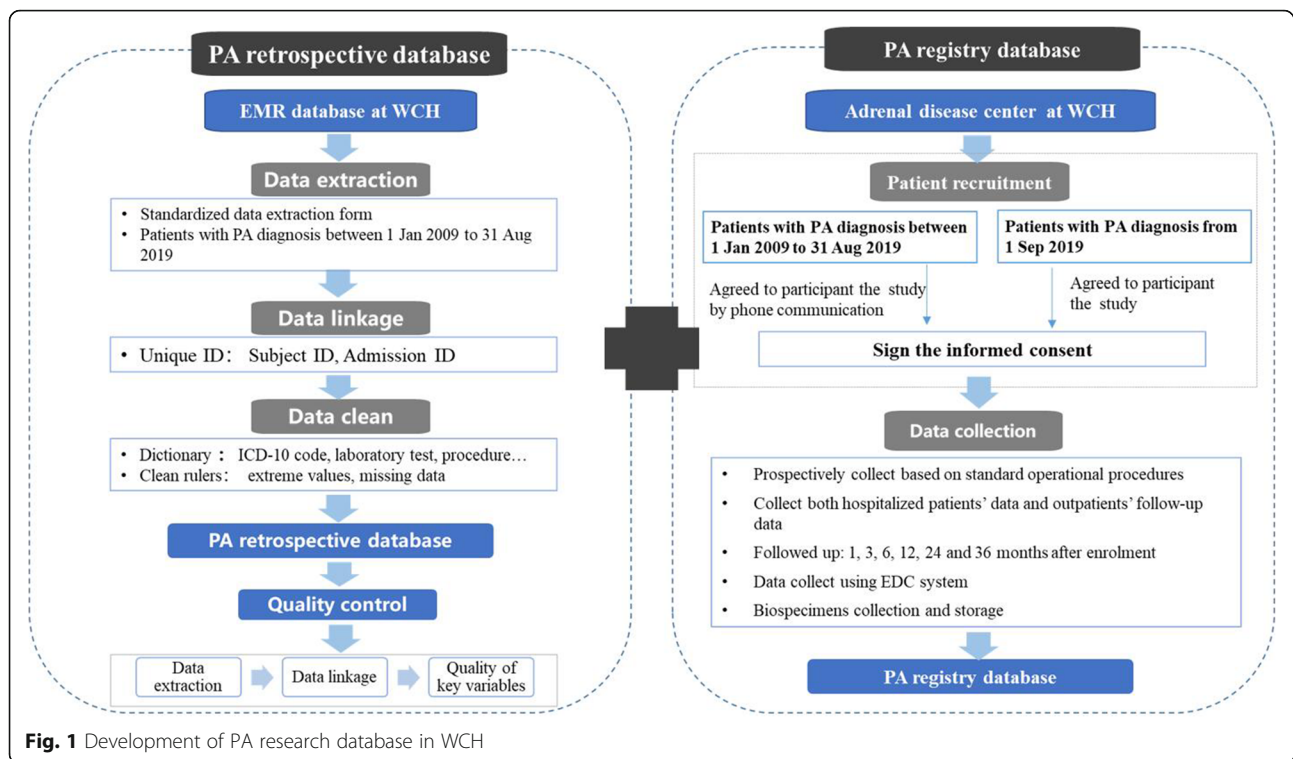 PA retrospective database
EMR database at WCH
Data extraction
• Standardized data extraction form
• Patients with PA diagnosis between 1 Jan 2009 to 31 Aug
2019
Data linkage
• Unique ID： Subject ID, Admission ID
Data clean
• Dictionary： ICD-10 code, laboratory test, procedure…
• Clean rulers： extreme values, missing data
PA retrospective database
Quality control
Data
extraction
Data linkage
Quality of
key variables
PA registry database
Adrenal disease center at WCH
Patient recruitment
Patients with PA diagnosis between
1 Jan 2009 to 31 Aug 2019
Patients with PA diagnosis from
1 Sep 2019
Agreed to participant the study
by phone communication
Agreed to participant
the study
Sign the informed consent
Data collection
• Prospectively collect based on standard operational procedures
• Collect both hospitalized patients’ data and outpatients’ follow-up
data
• Followed up: 1, 3, 6, 12, 24 and 36 months after enrolment
• Data collect using EDC system
• Biospecimens collection and storage
PA registry database
Fig. 1 Development of PA research database in WCH